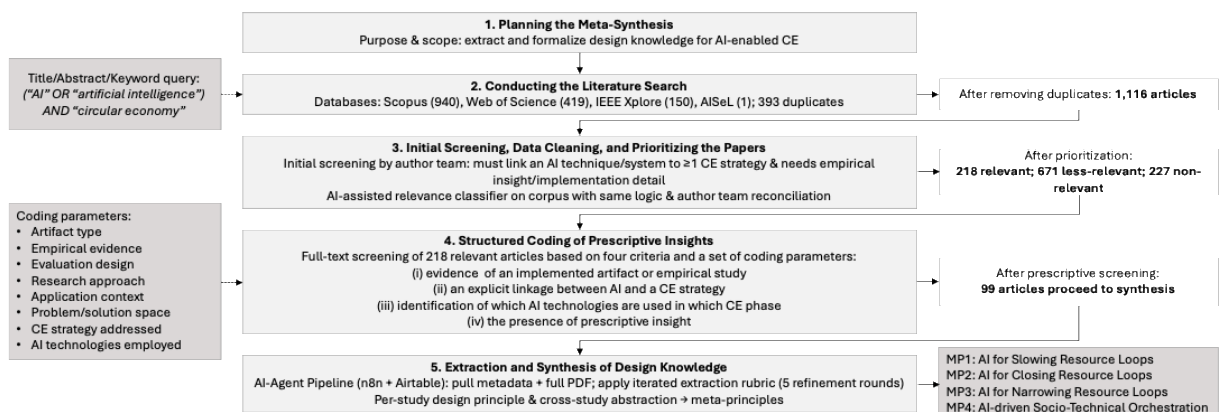 1. Planning the Meta-Synthesis
Purpose & scope: extract and formalize design knowledge for AI-enabled CE
Title/Abstract/Keyword query:
("AI" OR "artificial intelligence")
AND "circular economy"
2. Conducting the Literature Search
Databases: Scopus (940), Web of Science (419), IEEE Xplore (150), AISeL (1); 393 duplicates
After removing duplicates: 1,116 articles
3. Initial Screening, Data Cleaning, and Prioritizing the Papers
Initial screening by author team: must link an AI technique/system to ≥1 CE strategy & needs empirical
insight/implementation detail
AI-assisted relevance classifier on corpus with same logic & author team reconciliation
After prioritization:
218 relevant; 671 less-relevant; 227 non-
relevant
Coding parameters:
• Artifact type
• Empirical evidence
• Evaluation design
• Research approach
• Application context
• Problem/solution space
• CE strategy addressed
• AI technologies employed
4. Structured Coding of Prescriptive Insights
Full-text screening of 218 relevant articles based on four criteria and a set of coding parameters:
(i) evidence of an implemented artifact or empirical study
(ii) an explicit linkage between AI and a CE strategy
(iii) identification of which AI technologies are used in which CE phase
(iv) the presence of prescriptive insight
After prescriptive screening:
99 articles proceed to synthesis
5. Extraction and Synthesis of Design Knowledge
AI-Agent Pipeline (n8n + Airtable): pull metadata + full PDF; apply iterated extraction rubric (5 refinement rounds)
Per-study design principle & cross-study abstraction → meta-principles
MP1: AI for Slowing Resource Loops
MP2: AI for Closing Resource Loops
MP3: AI for Narrowing Resource Loops
MP4: AI-driven Socio-Technical Orchestration